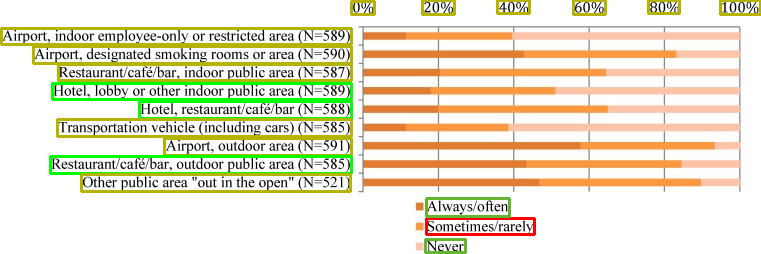 0% 20% 40% 60% 80% 100%
Airport, indoor employee-only or restricted area (N=589)
Airport, designated smoking rooms or area (N=590)
Restaurant/café/bar, indoor public area (N=587)
Hotel, lobby or other indoor public area (N=589)
Hotel, restaurant/café/bar (N=588)
Transportation vehicle (including cars) (N=585)
Airport, outdoor area (N=591)
Restaurant/café/bar, outdoor public area (N=585)
Other public area "out in the open" (N=521)
Always/often
Sometimes/rarely
Never